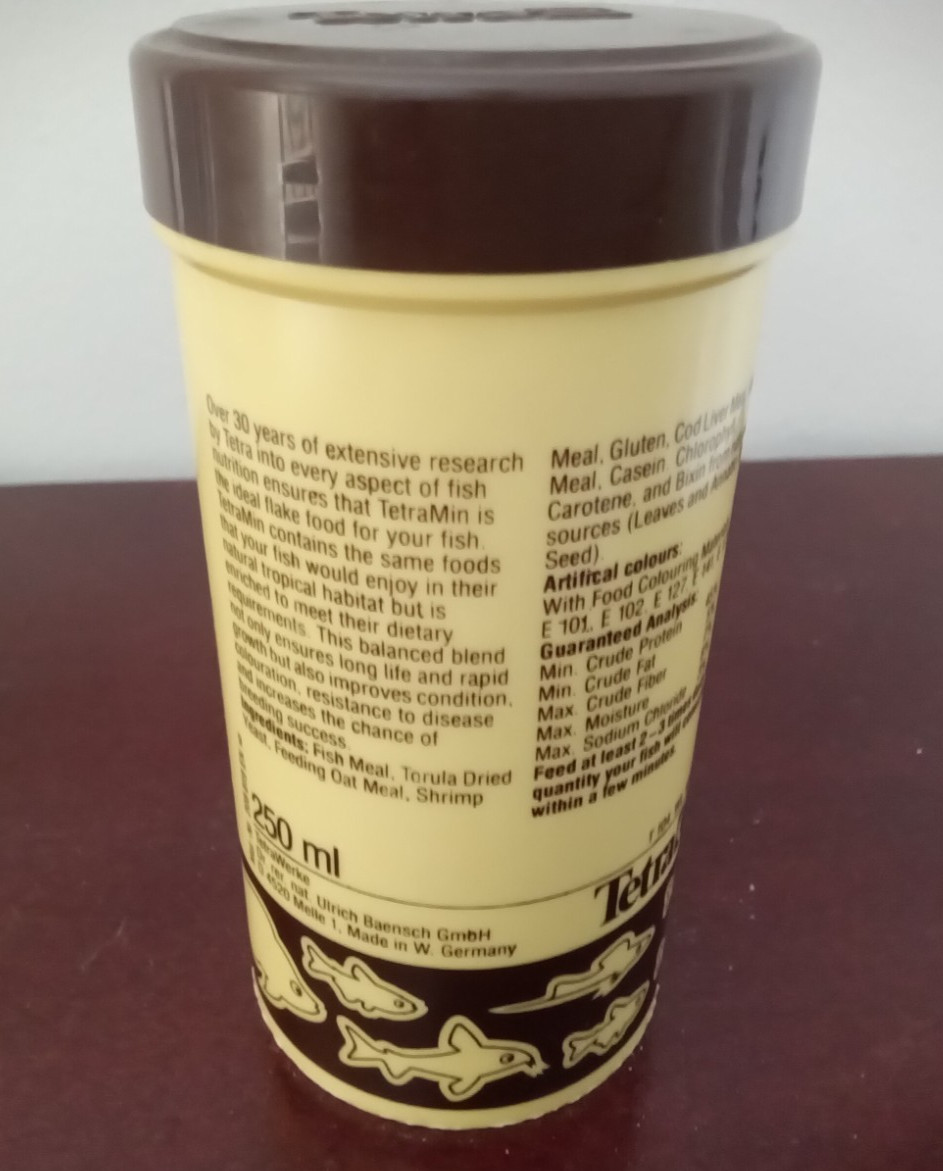 Over 30 years of extensive research
by Tetra into every aspect of fish
nutrition ensures that TetraMin is
the ideal flake food for your fish.
TetraMin contains the same foods
that your fish would enjoy in their
natural tropical habitat but is
enriched to meet their dietary
requirements. This balanced blend
not only ensures long life and rapid
growth but also improves condition,
colouration, resistance to disease
and increases the chance of
breeding success.
Ingredients: Fish Meal, Torula Dried
Yeast, Feeding Oat Meal, Shrimp
Meal, Gluten, Cod Liver
Meal, Casein, Chlorophyll
Carotene, and Bixin from
sources (Leaves and
Seed).
Artifical colours:
With Food Colouring
E 101, E 102, E 127,
Guaranteed Analysis:
Min. Crude Protein
Min. Crude Fat
Max. Crude Fiber
Max. Moisture
Max. Sodium Chloride
Feed at least 2–3 times
quantity your fish will
within a few minutes.
250 ml
TetraWerke
Dr. rer. nat. Ulrich Baensch GmbH
D 4520 Melle 1, Made in W. Germany
Tetra